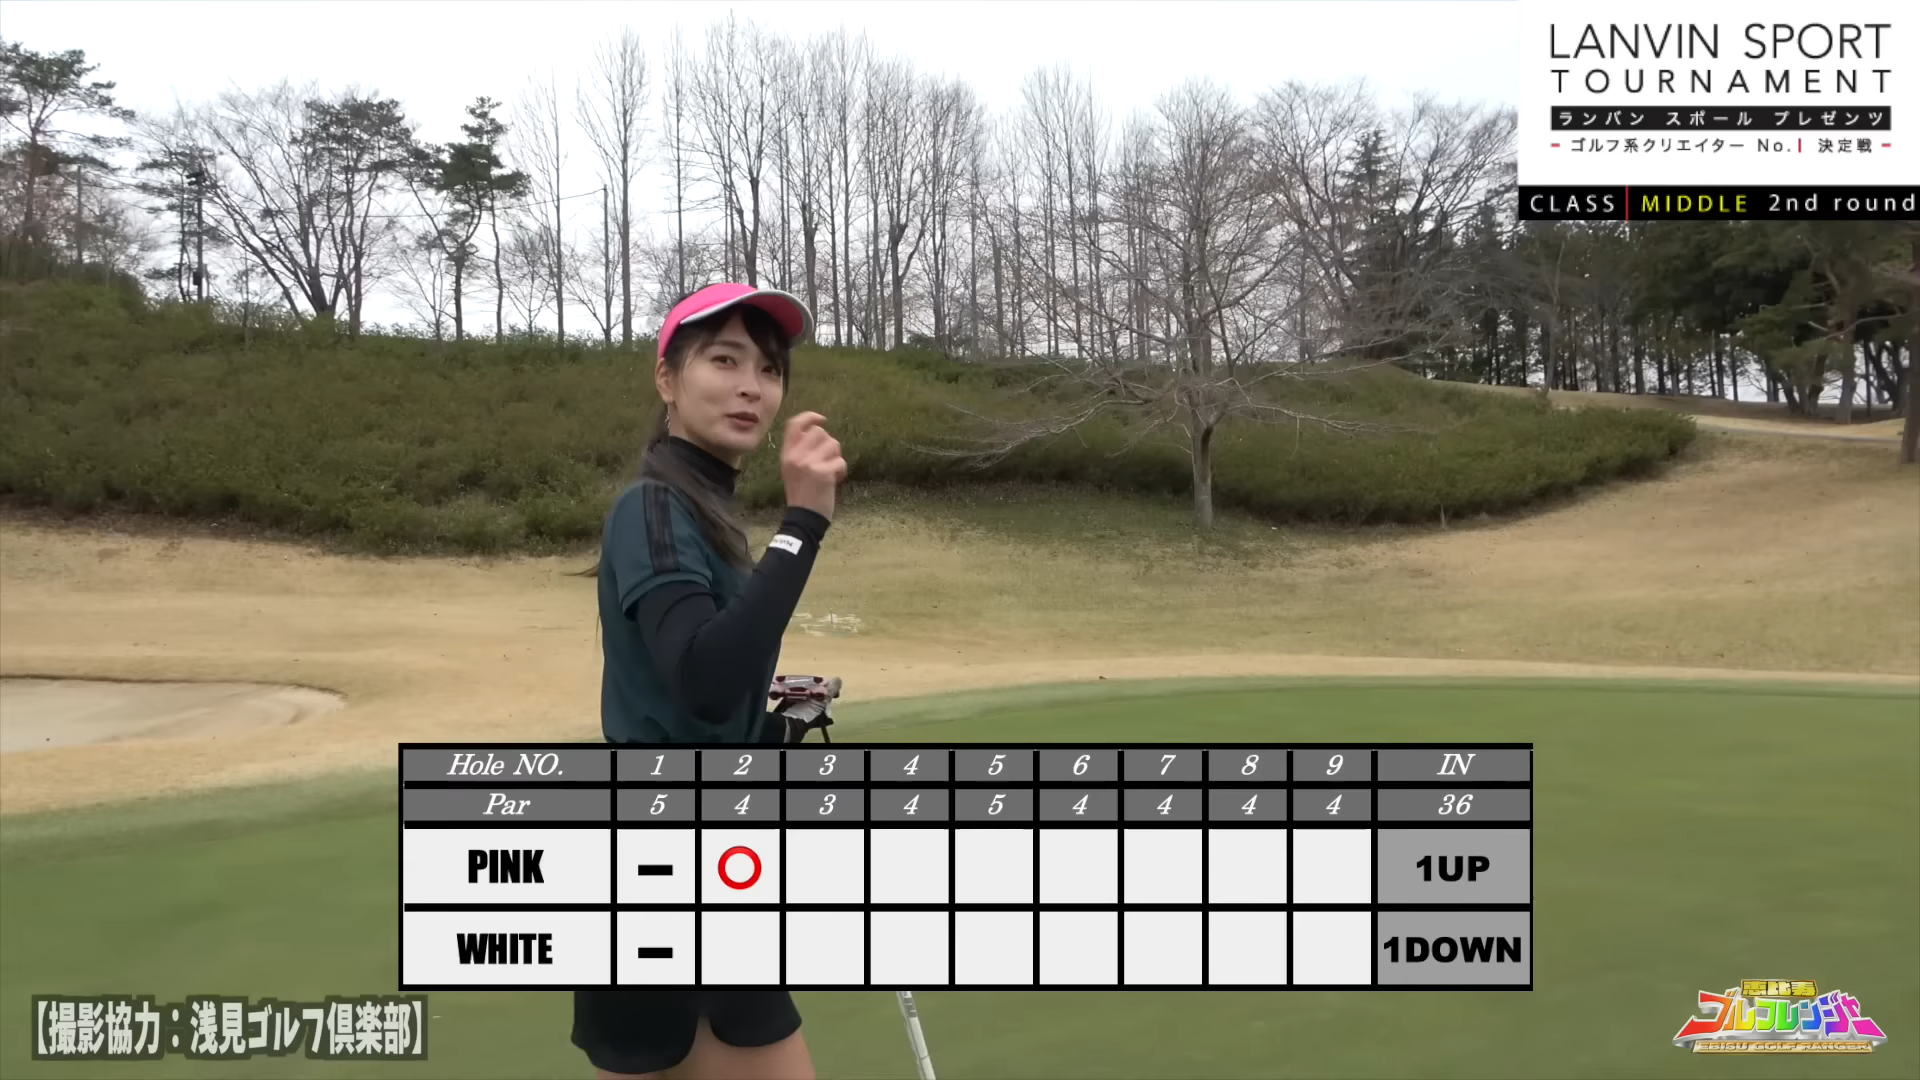 LANVIN SPORT
TOURNAMENT
ランバン スポール プレゼンツ
- ゴルフ系クリエイター No.1 決定戦 -
CLASS | MIDDLE 2nd round
Hole NO. 1 2 3 4 5 6 7 8 9 IN
Par 5 4 3 4 5 4 4 4 4 36
PINK — ○ 1UP
WHITE — 1DOWN
【撮影協力：浅見ゴルフ倶楽部】
恵比寿
ゴルフレンジャー
EBISU GOLF RANGER